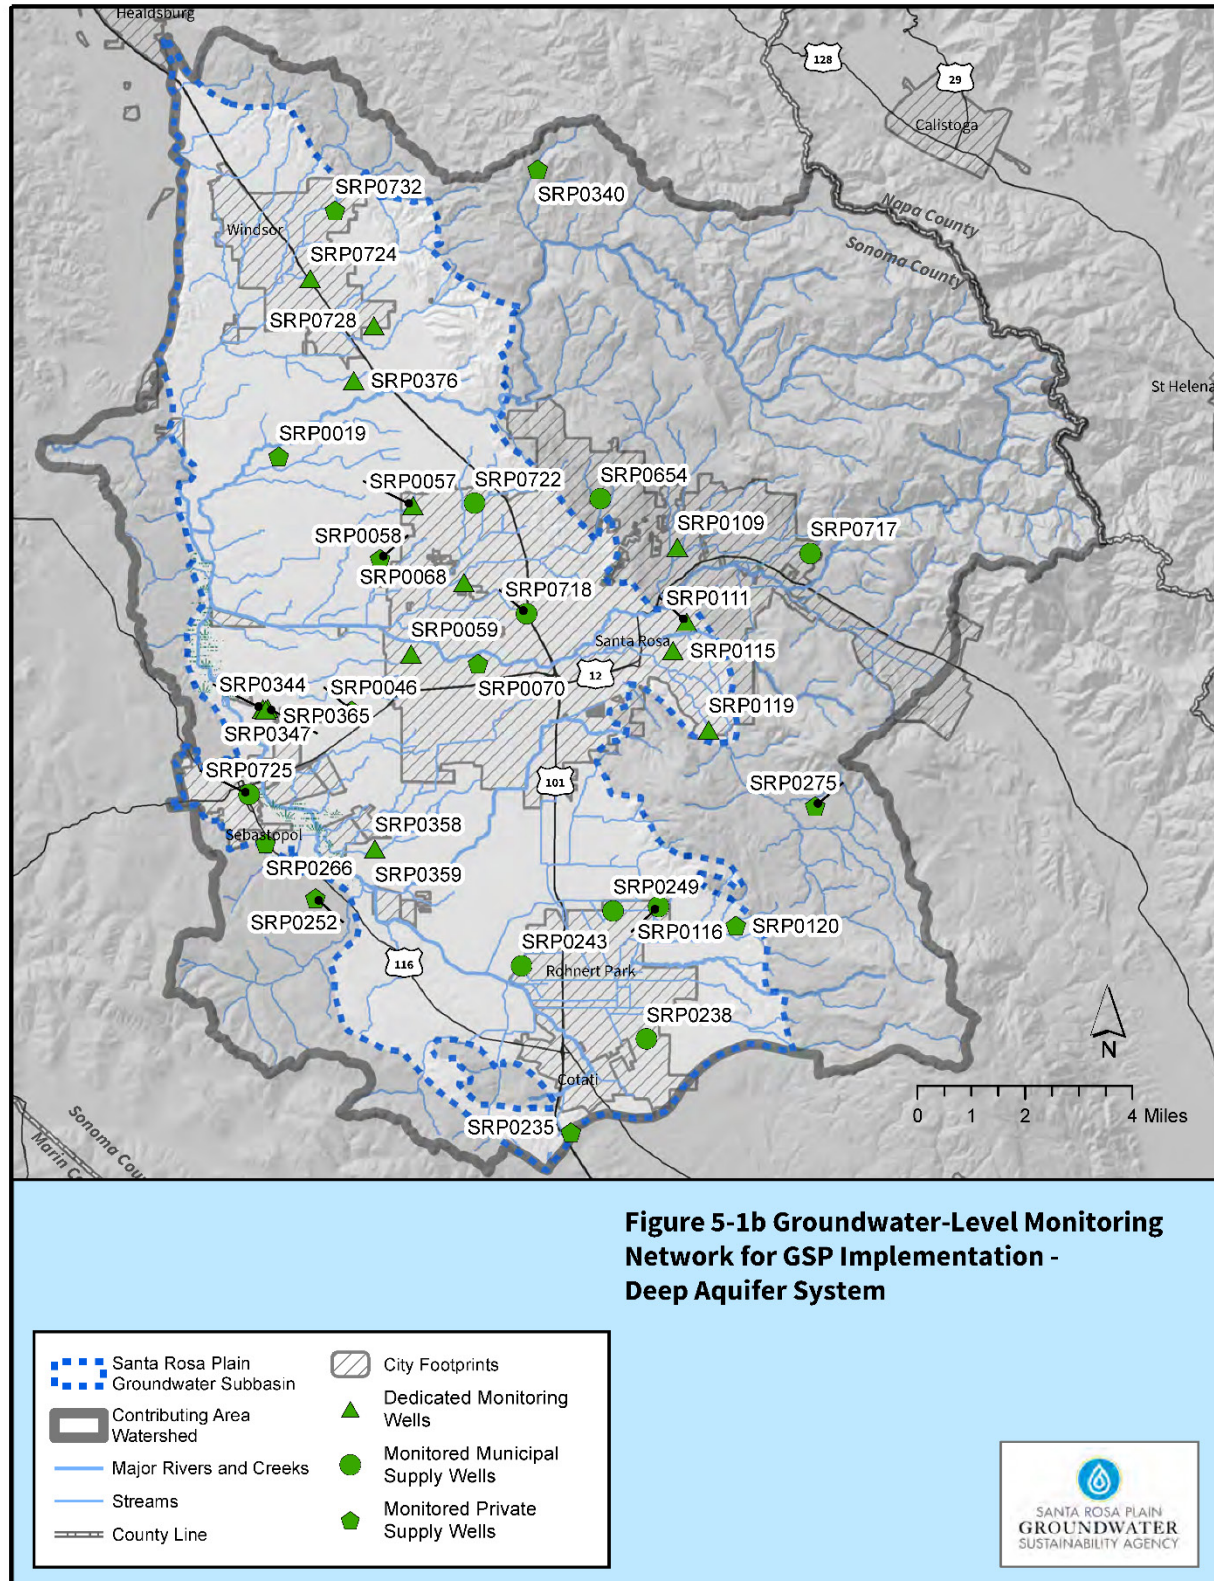 Healdsburg
128
29
Calistoga
SRP0732
SRP0340
Napa County
Windsor
Sonoma County
SRP0724
SRP0728
SRP0376
St Helena
SRP0019
SRP0057
SRP0722
SRP0654
SRP0109
SRP0717
SRP0058
SRP0068
SRP0718
SRP0111
SRP0059
Santa Rosa
SRP0115
SRP0070
12
SRP0344
SRP0046
SRP0365
SRP0119
SRP0347
SRP0725
101
SRP0275
Sebastopol
SRP0358
SRP0359
SRP0266
SRP0249
SRP0252
SRP0116
SRP0120
SRP0243
116
Rohnert Park
SRP0238
N
Cotati
0 1 2 4 Miles
SRP0235
Sonoma Cou
Marin C
Figure 5-1b Groundwater-Level Monitoring
Network for GSP Implementation -
Deep Aquifer System
Santa Rosa Plain
Groundwater Subbasin
Contributing Area
Watershed
Major Rivers and Creeks
Streams
County Line
City Footprints
Dedicated Monitoring
Wells
Monitored Municipal
Supply Wells
Monitored Private
Supply Wells
SANTA ROSA PLAIN
GROUNDWATER
SUSTAINABILITY AGENCY